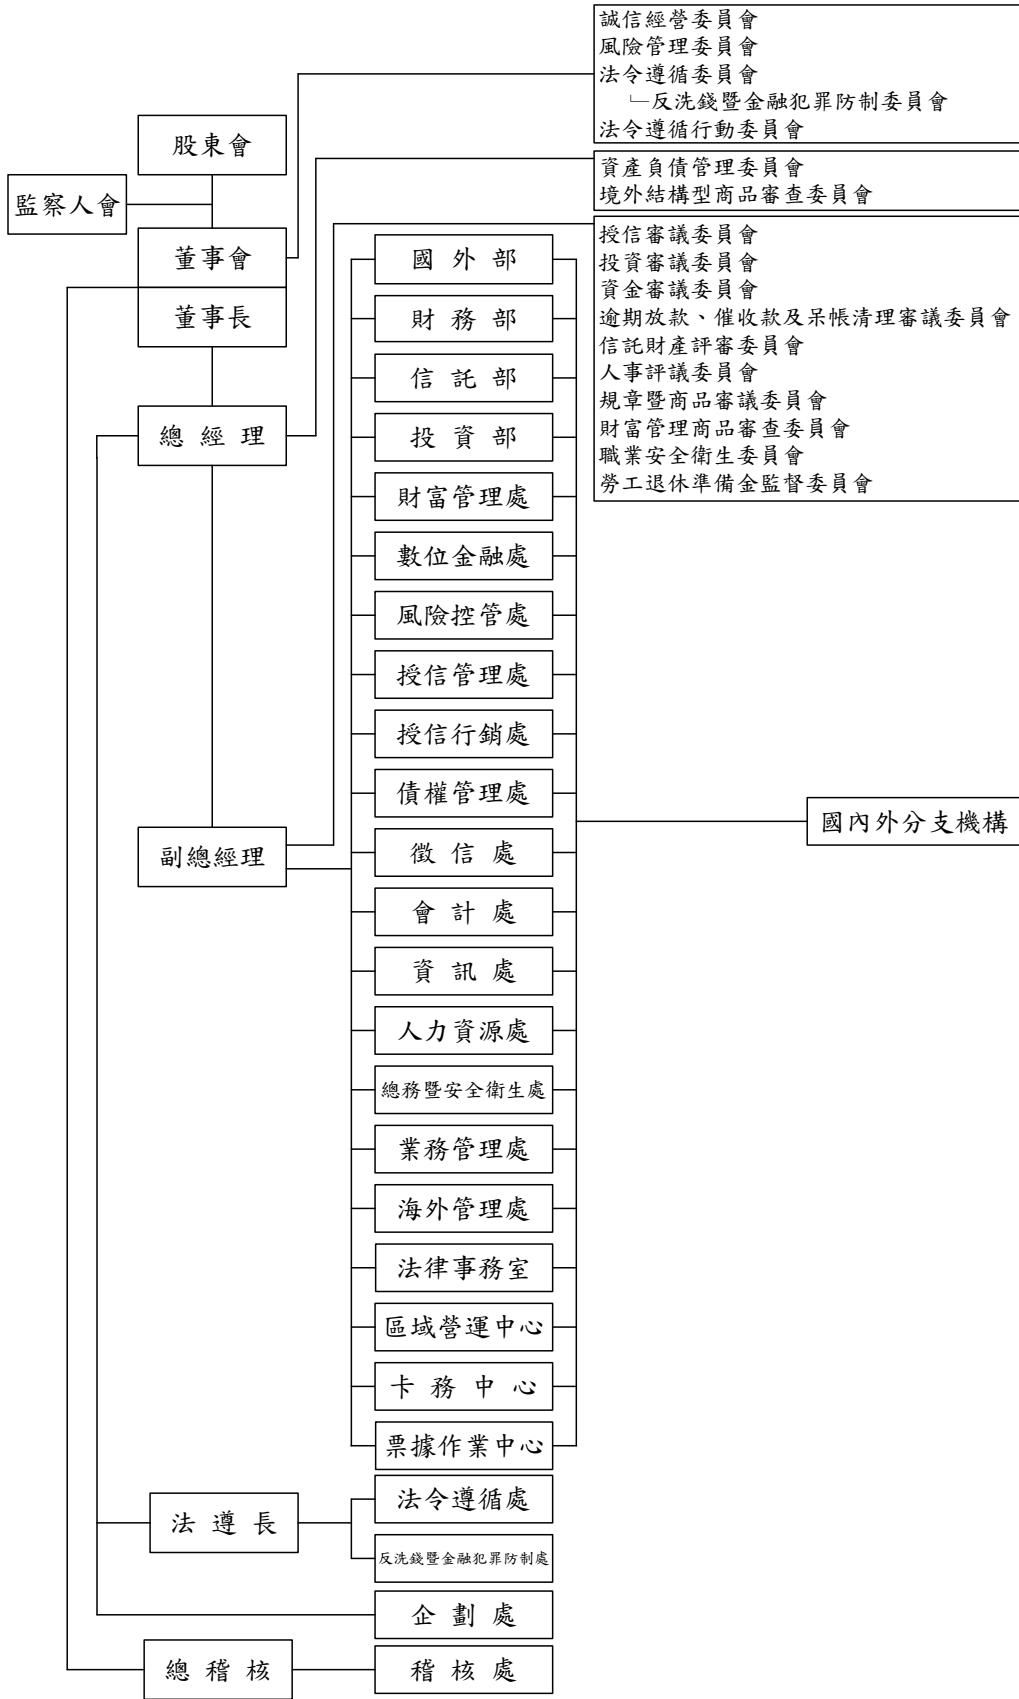 誠信經營委員會
風險管理委員會
法令遵循委員會
└─反洗錢暨金融犯罪防制委員會
法令遵循行動委員會
股東會
資產負債管理委員會
境外結構型商品審查委員會
監察人會
董事會
董事長
授信審議委員會
投資審議委員會
資金審議委員會
逾期放款、催收款及呆帳清理審議委員會
信託財產評審委員會
人事評議委員會
規章暨商品審議委員會
財富管理商品審查委員會
職業安全衛生委員會
勞工退休準備金監督委員會
總經理
副總經理
國外部
財務部
信託部
投資部
財富管理處
數位金融處
風險控管處
授信管理處
授信行銷處
債權管理處
徵信處
會計處
資訊處
人力資源處
總務暨安全衛生處
業務管理處
海外管理處
法律事務室
區域營運中心
卡務中心
票據作業中心
國內外分支機構
法遵長
法令遵循處
反洗錢暨金融犯罪防制處
企劃處
總稽核
稽核處